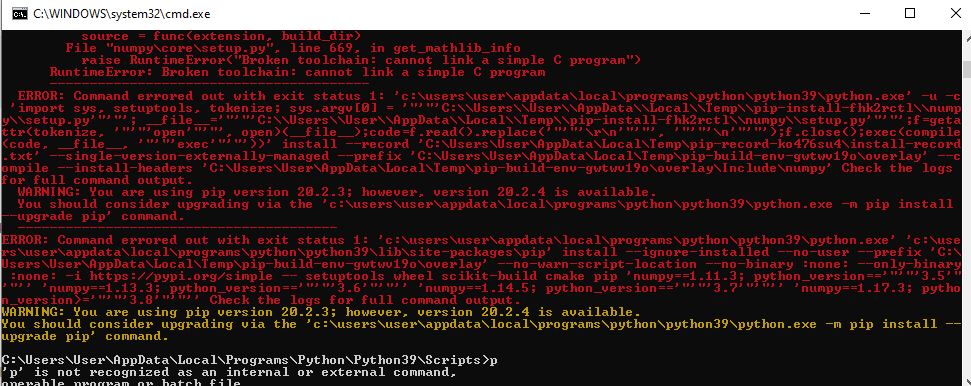 C:\WINDOWS\system32\cmd.exe
source = func(extension, build_dir)
File "numpy\core\setup.py", line 669, in get_mathlib_info
raise RuntimeError("Broken toolchain: cannot link a simple C program")
RuntimeError: Broken toolchain: cannot link a simple C program
----------------------------------------
ERROR: Command errored out with exit status 1: 'c:\users\user\appdata\local\programs\python\python39\python.exe' -u -c
'import sys, setuptools, tokenize; sys.argv[0] = '"'"'C:\\Users\\User\\AppData\\Local\\Temp\\pip-install-fhk2rctl\\nump
y\\setup.py'"'"'; __file__='"'"'C:\\Users\\User\\AppData\\Local\\Temp\\pip-install-fhk2rctl\\numpy\\setup.py'"'"';f=geta
ttr(tokenize, '"'"'open'"'"', open)(__file__);code=f.read().replace('"'"'\r\n'"'"', '"'"'\n'"'"');f.close();exec(compile
(code, __file__, '"'"'exec'"'"'))' install --record 'C:\Users\User\AppData\Local\Temp\pip-record-ko476su4\install-record
.txt' --single-version-externally-managed --prefix 'C:\Users\User\AppData\Local\Temp\pip-build-env-gwtwv19o\overlay' --c
ompile --install-headers 'C:\Users\User\AppData\Local\Temp\pip-build-env-gwtwv19o\overlay\Include\numpy' Check the logs
for full command output.
WARNING: You are using pip version 20.2.3; however, version 20.2.4 is available.
You should consider upgrading via the 'c:\users\user\appdata\local\programs\python\python39\python.exe -m pip install
--upgrade pip' command.
----------------------------------------
ERROR: Command errored out with exit status 1: 'c:\users\user\appdata\local\programs\python\python39\python.exe' 'c:\use
rs\user\appdata\local\programs\python\python39\lib\site-packages\pip' install --ignore-installed --no-user --prefix 'C:\
Users\User\AppData\Local\Temp\pip-build-env-gwtwv19o\overlay' --no-warn-script-location --no-binary :none: --only-binary
:none: -i https://pypi.org/simple -- setuptools wheel scikit-build cmake pip 'numpy==1.11.3; python_version=='"'"'3.5'"'
"'' 'numpy==1.13.3; python_version=='"'"'3.6'"'"'' 'numpy==1.14.5; python_version=='"'"'3.7'"'"'' 'numpy==1.17.3; pytho
n_version>='"'"'3.8'"'"'' Check the logs for full command output.
WARNING: You are using pip version 20.2.3; however, version 20.2.4 is available.
You should consider upgrading via the 'c:\users\user\appdata\local\programs\python\python39\python.exe -m pip install --
upgrade pip' command.
C:\Users\User\AppData\Local\Programs\Python\Python39\Scripts>p
'p' is not recognized as an internal or external command,
operable program or batch file.